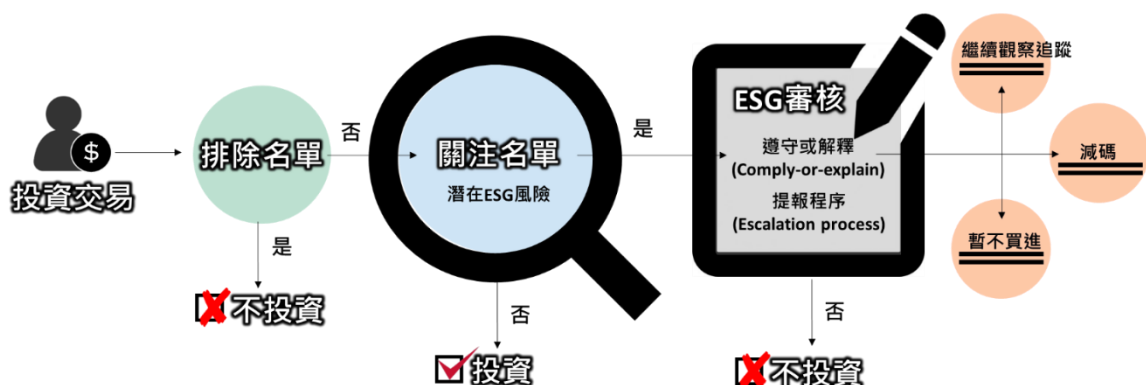 投資交易
$
排除名單
是
不投資
否
關注名單
潛在ESG風險
否
投資
是
ESG審核
遵守或解釋
(Comply-or-explain)
提報程序
(Escalation process)
否
不投資
繼續觀察追蹤
減碼
暫不買進